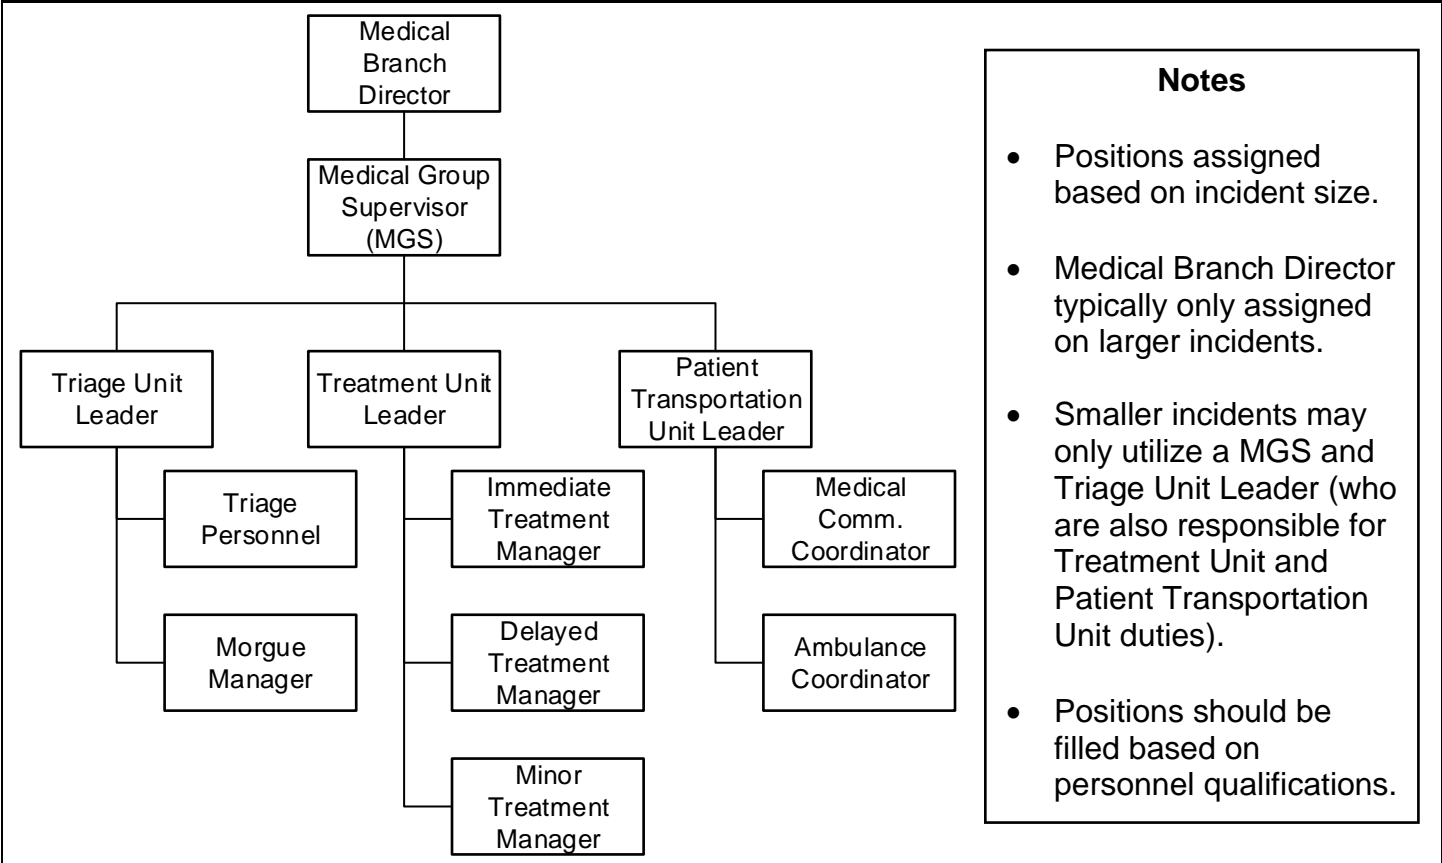 Medical
Branch
Director
Medical Group
Supervisor
(MGS)
Triage Unit
Leader
Treatment Unit
Leader
Patient
Transportation
Unit Leader
Triage
Personnel
Morgue
Manager
Immediate
Treatment
Manager
Delayed
Treatment
Manager
Minor
Treatment
Manager
Medical
Comm.
Coordinator
Ambulance
Coordinator
Notes
• Positions assigned
based on incident size.
• Medical Branch Director
typically only assigned
on larger incidents.
• Smaller incidents may
only utilize a MGS and
Triage Unit Leader (who
are also responsible for
Treatment Unit and
Patient Transportation
Unit duties).
• Positions should be
filled based on
personnel qualifications.